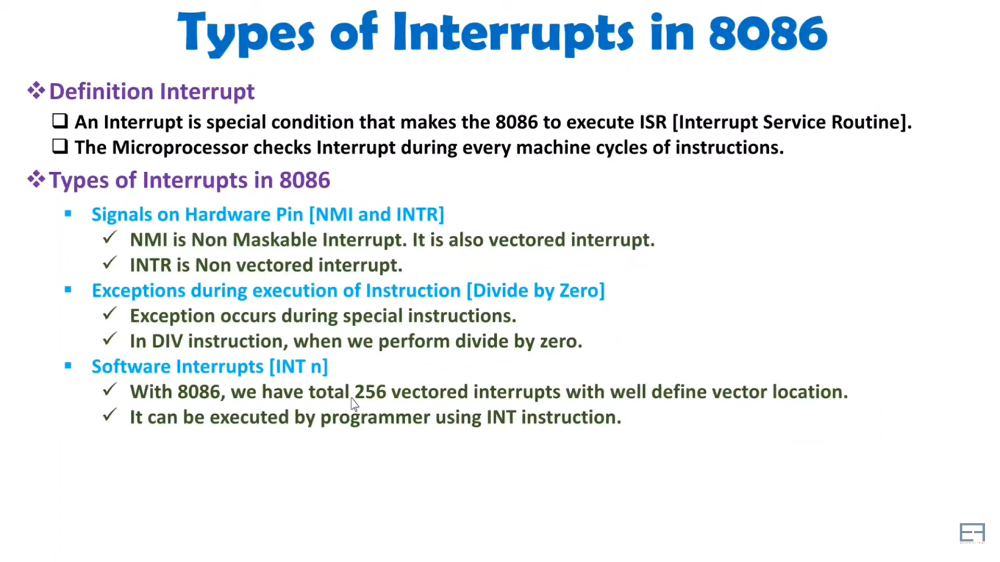 Types of Interrupts in 8086
Definition Interrupt
An Interrupt is special condition that makes the 8086 to execute ISR [Interrupt Service Routine].
The Microprocessor checks Interrupt during every machine cycles of instructions.
Types of Interrupts in 8086
Signals on Hardware Pin [NMI and INTR]
NMI is Non Maskable Interrupt. It is also vectored interrupt.
INTR is Non vectored interrupt.
Exceptions during execution of Instruction [Divide by Zero]
Exception occurs during special instructions.
In DIV instruction, when we perform divide by zero.
Software Interrupts [INT n]
With 8086, we have total 256 vectored interrupts with well define vector location.
It can be executed by programmer using INT instruction.
EF